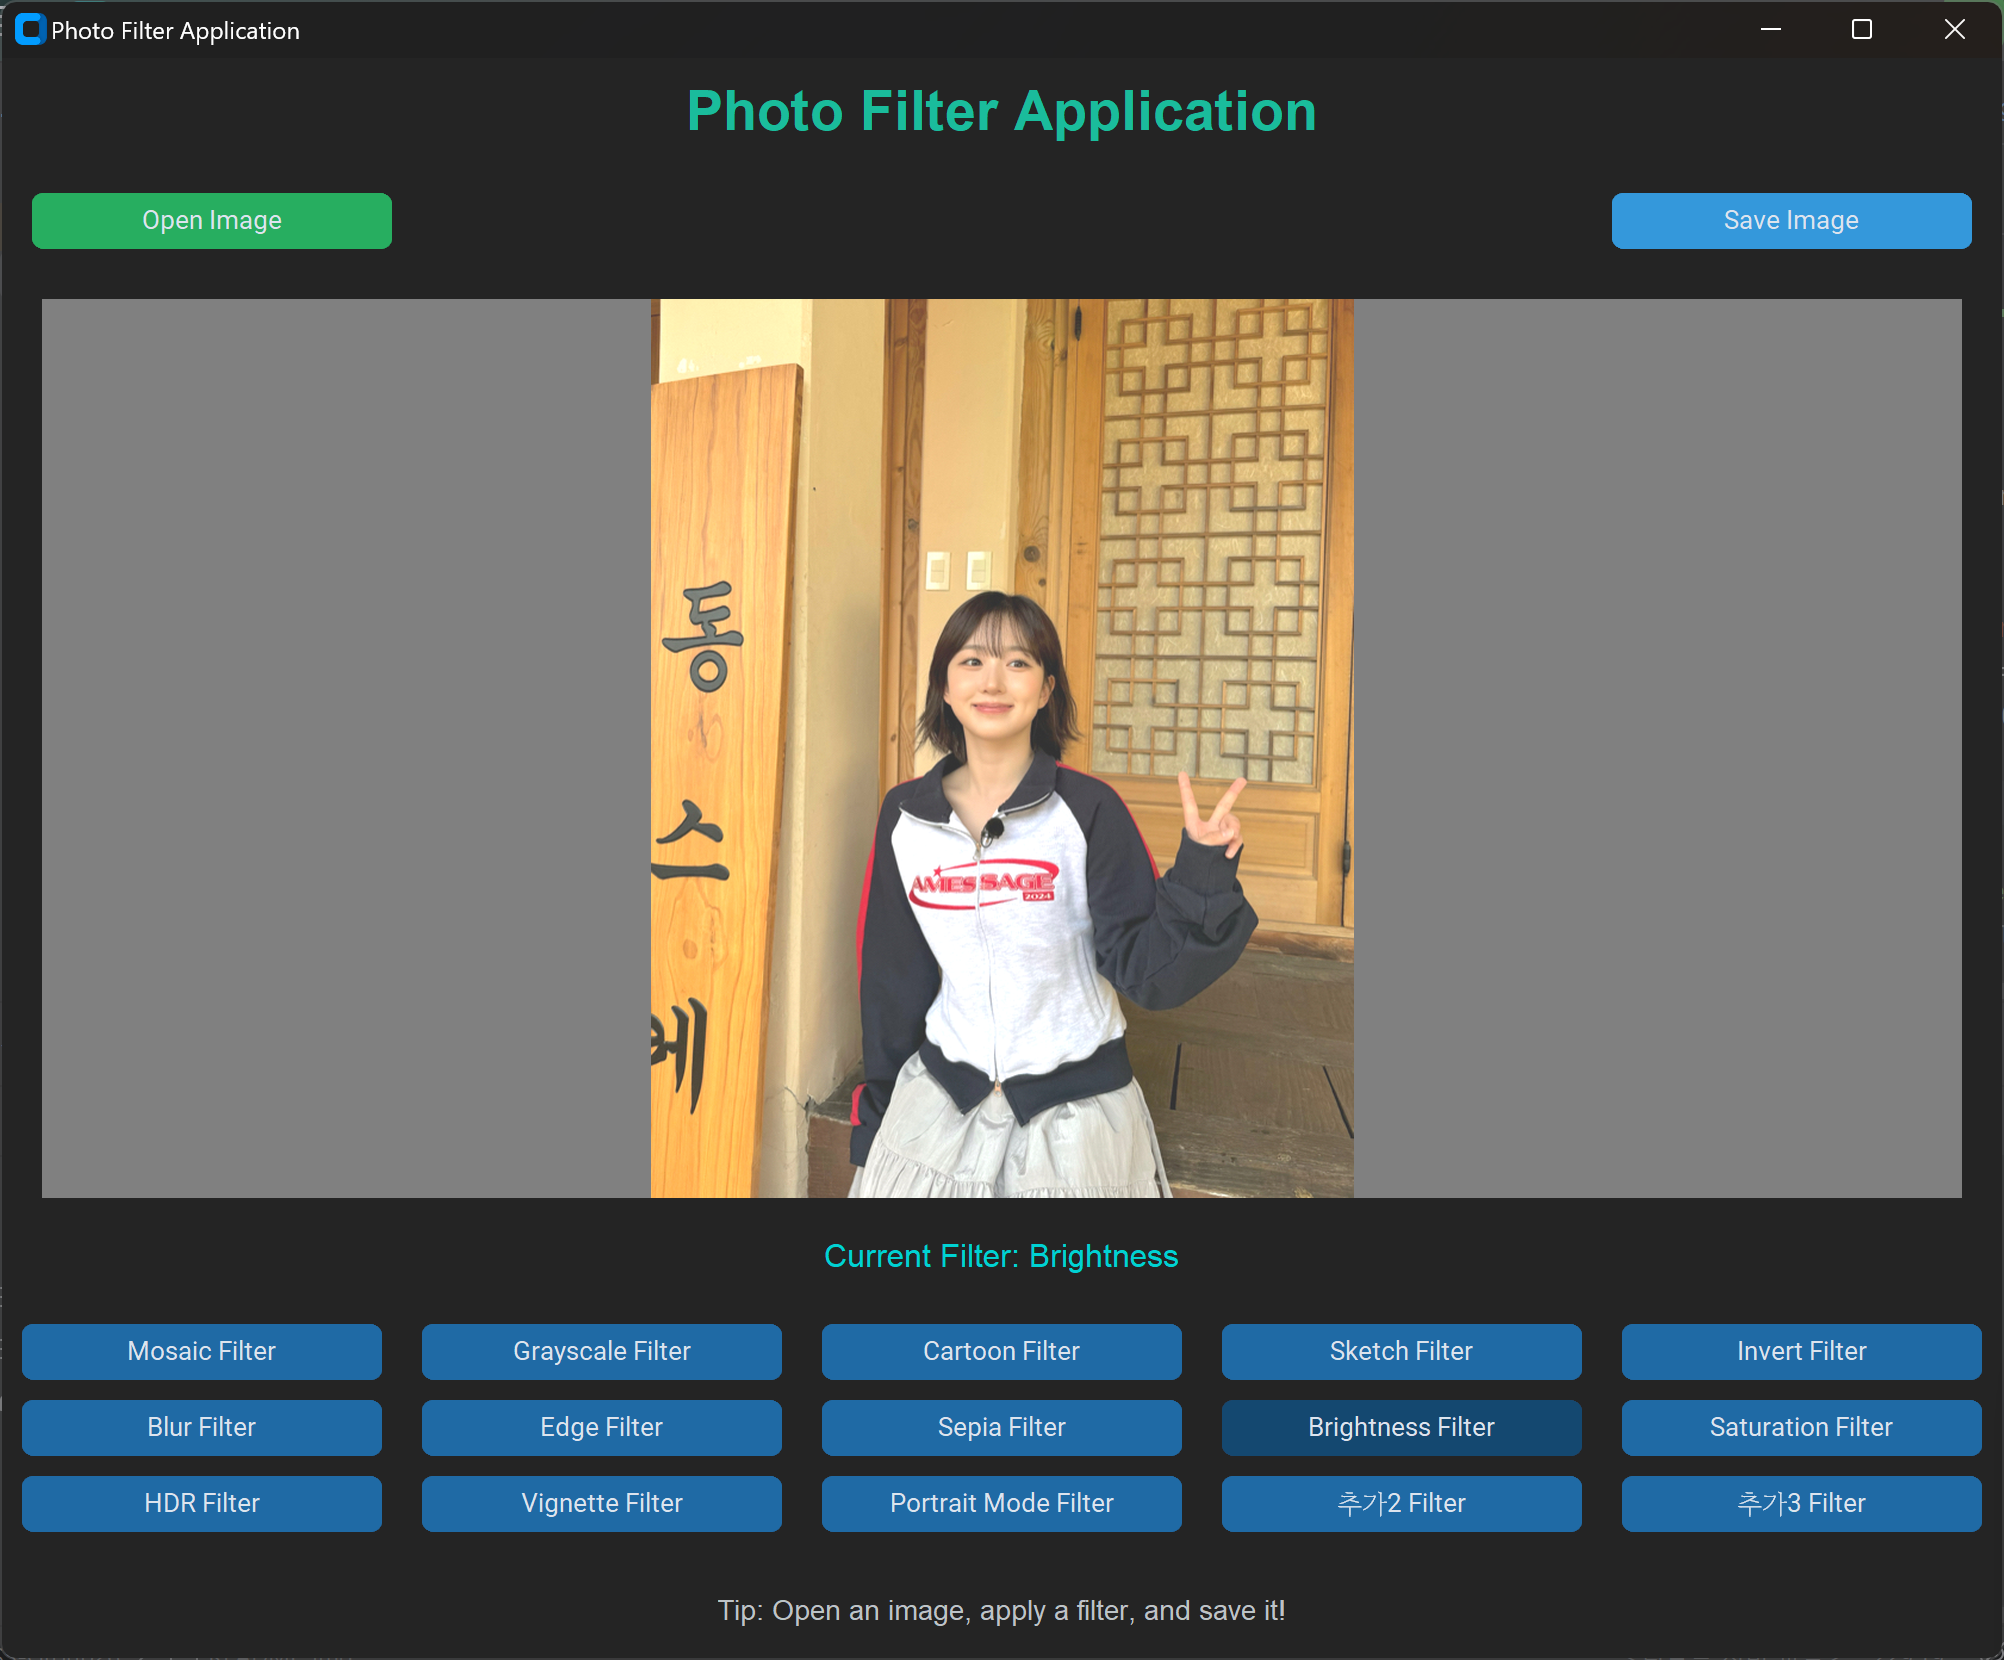 Photo Filter Application
Photo Filter Application
Open Image
Save Image
동
스
예
AMESSAGE
2024
Current Filter: Brightness
Mosaic Filter
Grayscale Filter
Cartoon Filter
Sketch Filter
Invert Filter
Blur Filter
Edge Filter
Sepia Filter
Brightness Filter
Saturation Filter
HDR Filter
Vignette Filter
Portrait Mode Filter
추가2 Filter
추가3 Filter
Tip: Open an image, apply a filter, and save it!